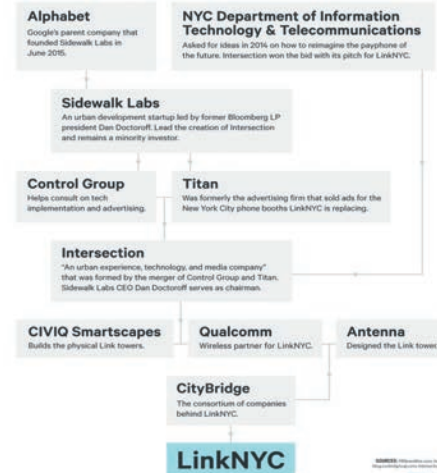 Alphabet
Google's parent company that
founded Sidewalk Labs in
June 2015.
NYC Department of Information
Technology & Telecommunications
Asked for ideas in 2014 on how to reimagine the payphone of
the future. Intersection won the bid with its pitch for LinkNYC.
Sidewalk Labs
An urban development startup led by former Bloomberg LP
president Dan Doctoroff. Lead the creation of Intersection
and remains a minority investor.
Control Group
Helps consult on tech
implementation and advertising.
Titan
Was formerly the advertising firm that sold ads for the
New York City phone booths LinkNYC is replacing.
Intersection
"An urban experience, technology, and media company"
that was formed by the merger of Control Group and Titan.
Sidewalk Labs CEO Dan Doctoroff serves as chairman.
CIVIQ Smartscapes
Builds the physical Link towers.
Qualcomm
Wireless partner for LinkNYC.
Antenna
Designed the Link tower
CityBridge
The consortium of companies
behind LinkNYC.
LinkNYC
SOURCES: